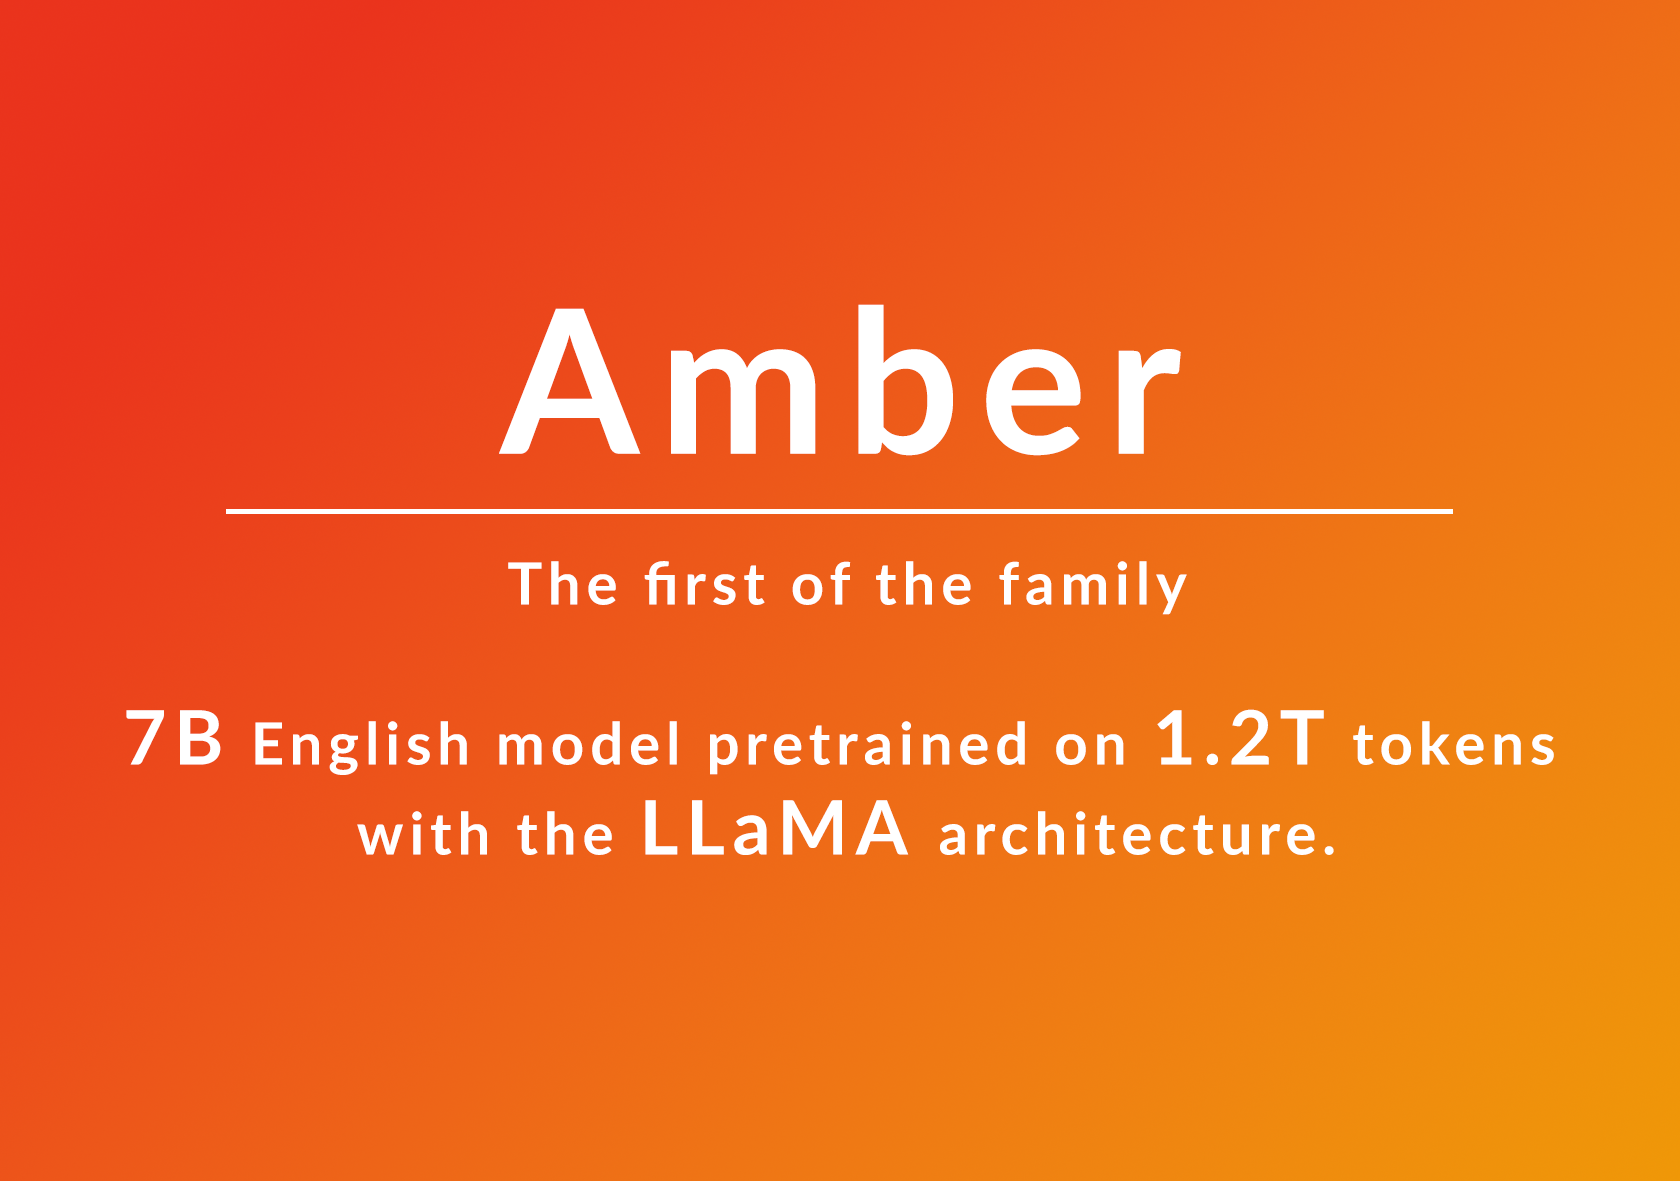 Amber
The first of the family
7B English model pretrained on 1.2T tokens
with the LLaMA architecture.